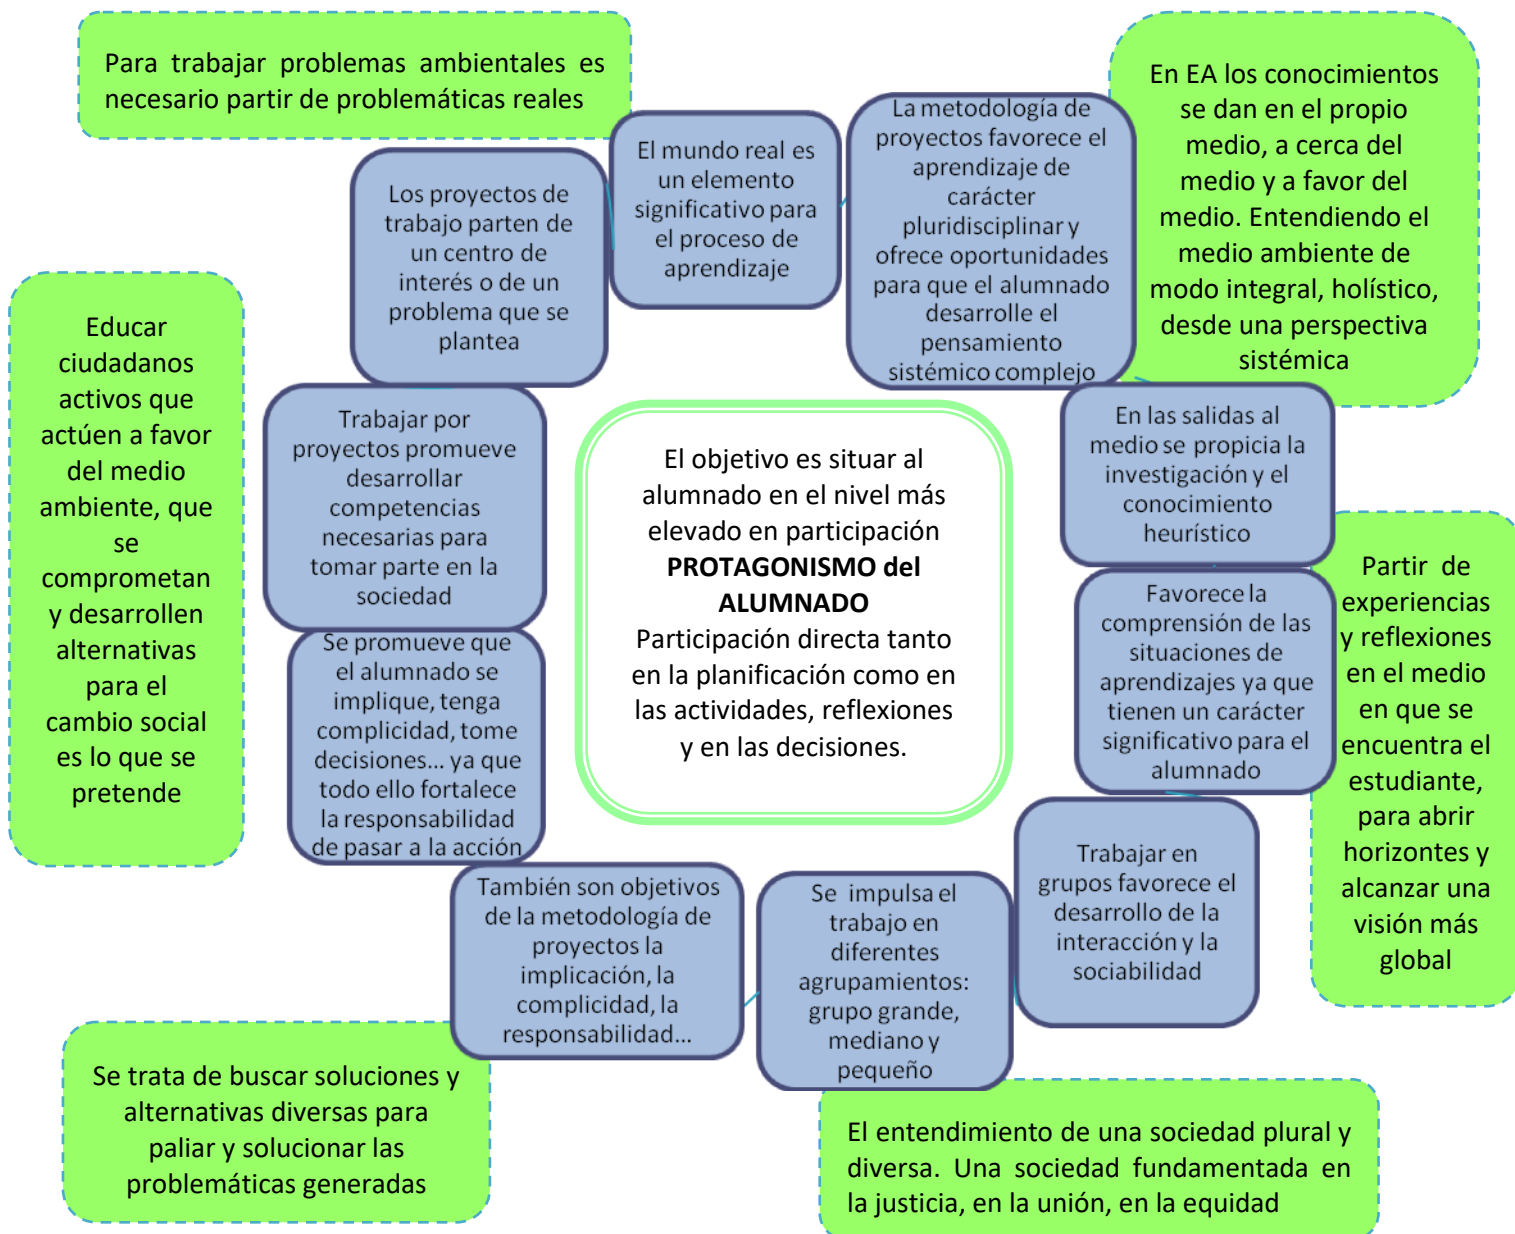 Para trabajar problemas ambientales es
necesario partir de problemáticas reales
En EA los conocimientos
se dan en el propio
medio, a cerca del
medio y a favor del
medio. Entendiendo el
medio ambiente de
modo integral, holístico,
desde una perspectiva
sistémica
Los proyectos de
trabajo parten de
un centro de
interés o de un
problema que se
plantea
El mundo real es
un elemento
significativo para
el proceso de
aprendizaje
La metodología de
proyectos favorece el
aprendizaje de
carácter
pluridisciplinar y
ofrece oportunidades
para que el alumnado
desarrolle el
pensamiento
sistémico complejo
Educar
ciudadanos
activos que
actúen a favor
del medio
ambiente, que
se
comprometan
y desarrollen
alternativas
para el
cambio social
es lo que se
pretende
Trabajar por
proyectos promueve
desarrollar
competencias
necesarias para
tomar parte en la
sociedad
El objetivo es situar al
alumnado en el nivel más
elevado en participación
PROTAGONISMO del
ALUMNADO
Participación directa tanto
en la planificación como en
las actividades, reflexiones
y en las decisiones.
En las salidas al
medio se propicia la
investigación y el
conocimiento
heurístico
Favorece la
comprensión de las
situaciones de
aprendizajes ya que
tienen un carácter
significativo para el
alumnado
Partir de
experiencias
y reflexiones
en el medio
en que se
encuentra el
estudiante,
para abrir
horizontes y
alcanzar una
visión más
global
Se promueve que
el alumnado se
implique, tenga
complicidad, tome
decisiones... ya que
todo ello fortalece
la responsabilidad
de pasar a la acción
También son objetivos
de la metodología de
proyectos la
implicación, la
complicidad, la
responsabilidad...
Se impulsa el
trabajo en
diferentes
agrupamientos:
grupo grande,
mediano y
pequeño
Trabajar en
grupos favorece el
desarrollo de la
interacción y la
sociabilidad
Se trata de buscar soluciones y
alternativas diversas para
paliar y solucionar las
problemáticas generadas
El entendimiento de una sociedad plural y
diversa. Una sociedad fundamentada en
la justicia, en la unión, en la equidad